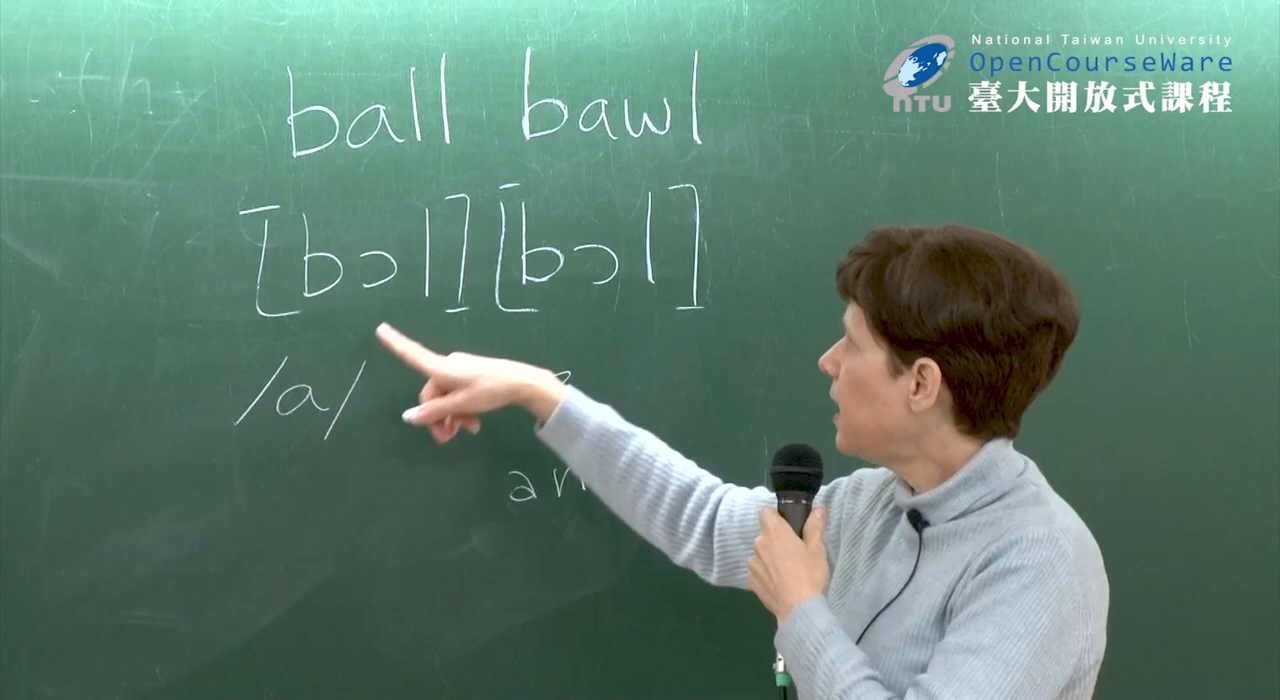 National Taiwan University
OpenCourseWare
臺大開放式課程
NTU
ball bawl
[bɔl] [bɔl]
/a/